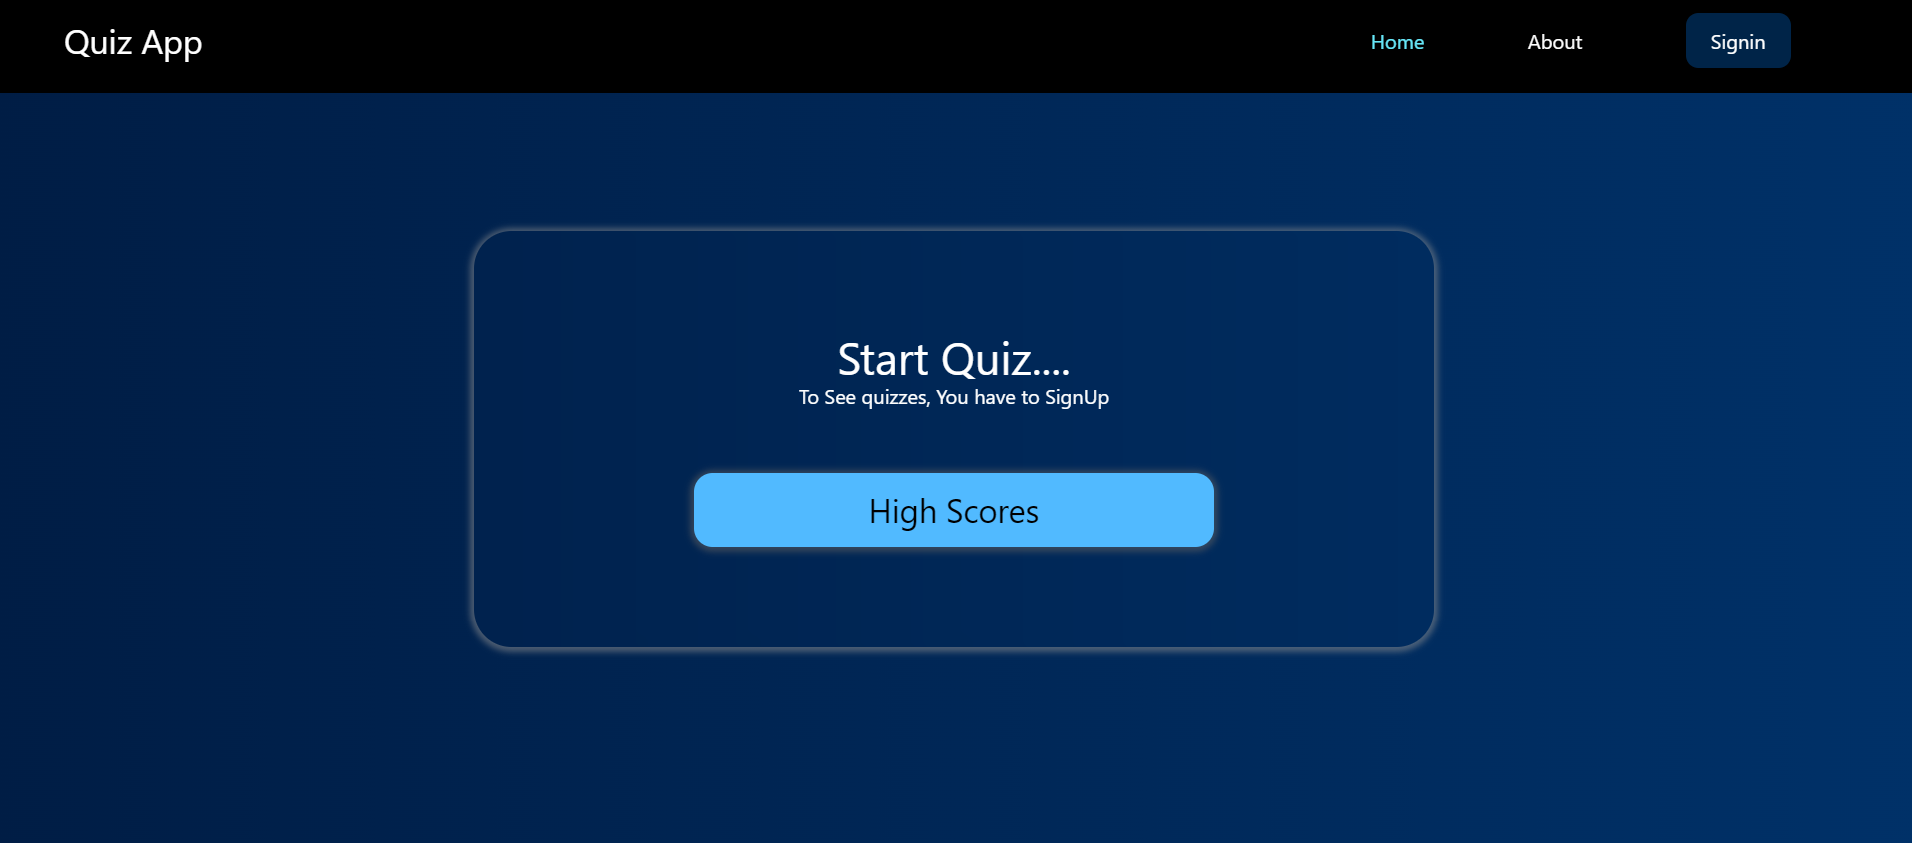 Quiz App
Home
About
Signin
Start Quiz....
To See quizzes, You have to SignUp
High Scores